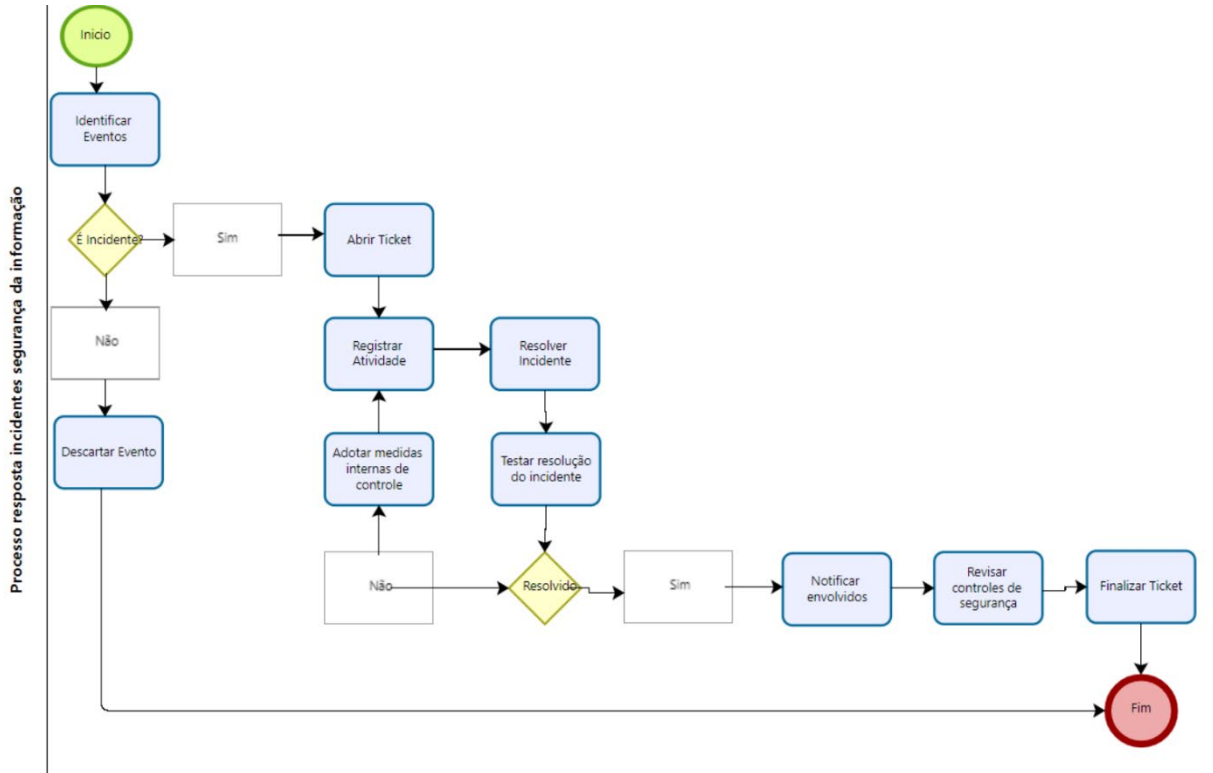 Processo resposta incidentes segurança da informação
Inicio
Identificar
Eventos
É Incidente?
Sim
Abrir Ticket
Não
Registrar
Atividade
Resolver
Incidente
Descartar Evento
Adotar medidas
internas de
controle
Testar resolução
do incidente
Não
Resolvido
Sim
Notificar
envolvidos
Revisar
controles de
segurança
Finalizar Ticket
Fim